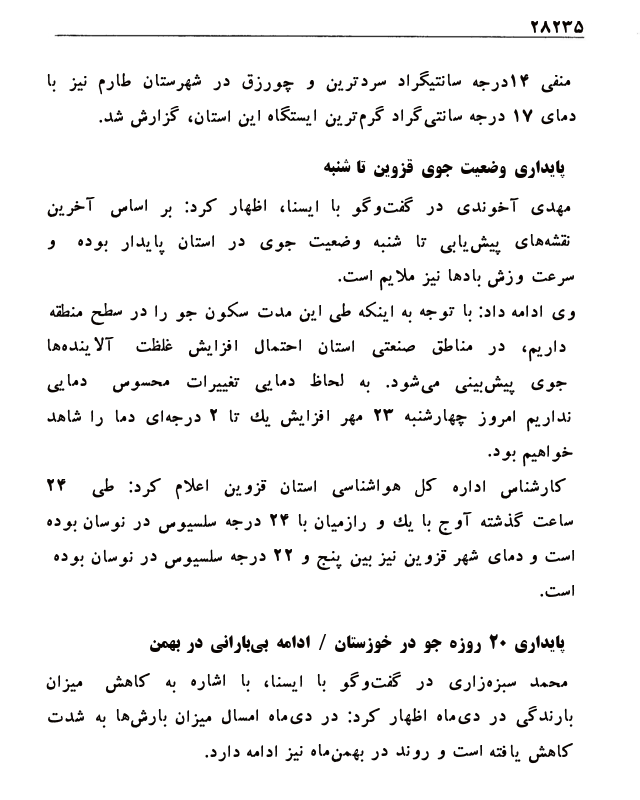 ۲۸۲۳۵
منفی ۱۴درجه سانتیگراد سردترین و چورزق در شهرستان طارم نیز با
دمای ۱۷ درجه سانتی‌گراد گرم‌ترین ایستگاه این استان، گزارش شد.
پایداری وضعیت جوی قزوین تا شنبه
مهدی آخوندی در گفت‌وگو با ایسنا، اظهار کرد: بر اساس آخرین
نقشه‌های پیش‌یابی تا شنبه وضعیت جوی در استان پایدار بوده و
سرعت وزش بادها نیز ملایم است.
وی ادامه داد: با توجه به اینکه طی این مدت سکون جو را در سطح منطقه
داریم، در مناطق صنعتی استان احتمال افزایش غلظت آلاینده‌ها
جوی پیش‌بینی می‌شود. به لحاظ دمایی تغییرات محسوس دمایی
نداریم امروز چهارشنبه ۲۳ مهر افزایش یك تا ۲ درجه‌ای دما را شاهد
خواهیم بود.
کارشناس اداره کل هواشناسی استان قزوین اعلام کرد: طی ۲۴
ساعت گذشته آوج با یك و رازمیان با ۲۴ درجه سلسیوس در نوسان بوده
است و دمای شهر قزوین نیز بین پنج و ۲۲ درجه سلسیوس در نوسان بوده
است.
پایداری ۲۰ روزه جو در خوزستان / ادامه بی‌بارانی در بهمن
محمد سبزه‌زاری در گفت‌وگو با ایسنا، با اشاره به کاهش میزان
بارندگی در دی‌ماه اظهار کرد: در دی‌ماه امسال میزان بارش‌ها به شدت
کاهش یافته است و روند در بهمن‌ماه نیز ادامه دارد.